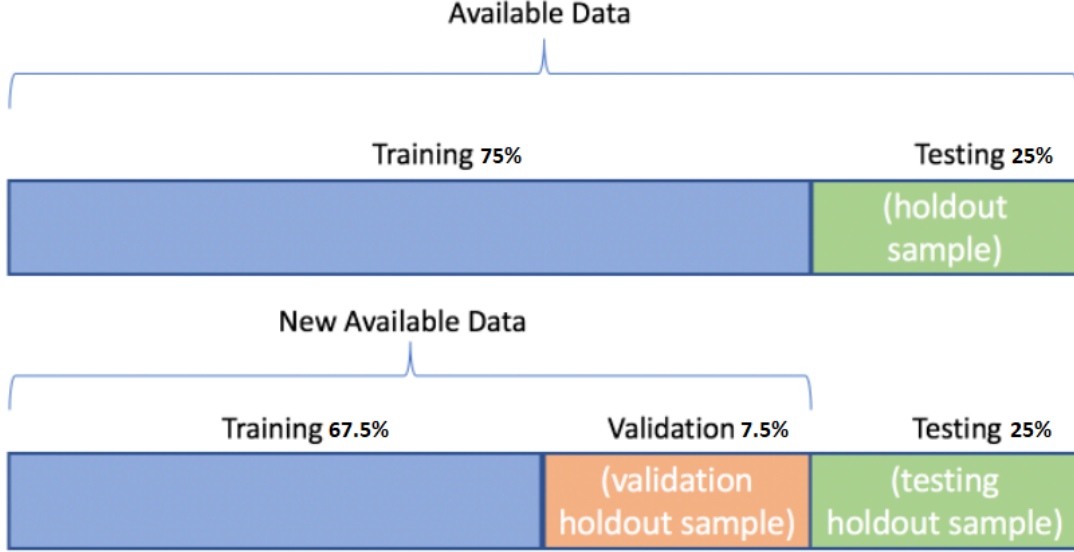 Available Data
Training 75%
Testing 25%
(holdout
sample)
New Available Data
Training 67.5%
Validation 7.5%
Testing 25%
(validation
holdout sample)
(testing
holdout sample)